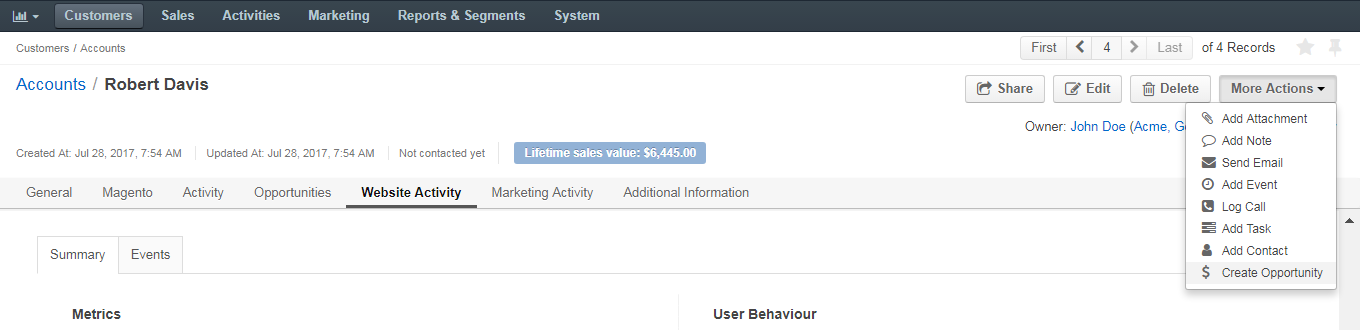 Customers Sales Activities Marketing Reports & Segments System
Customers / Accounts
First 4 Last of 4 Records
Accounts / Robert Davis
Share Edit Delete More Actions
Owner: John Doe (Acme,
Created At: Jul 28, 2017, 7:54 AM Updated At: Jul 28, 2017, 7:54 AM Not contacted yet Lifetime sales value: $6,445.00
Add Attachment
Add Note
Send Email
Add Event
Log Call
Add Task
Add Contact
Create Opportunity
General Magento Activity Opportunities Website Activity Marketing Activity Additional Information
Summary Events
Metrics User Behaviour